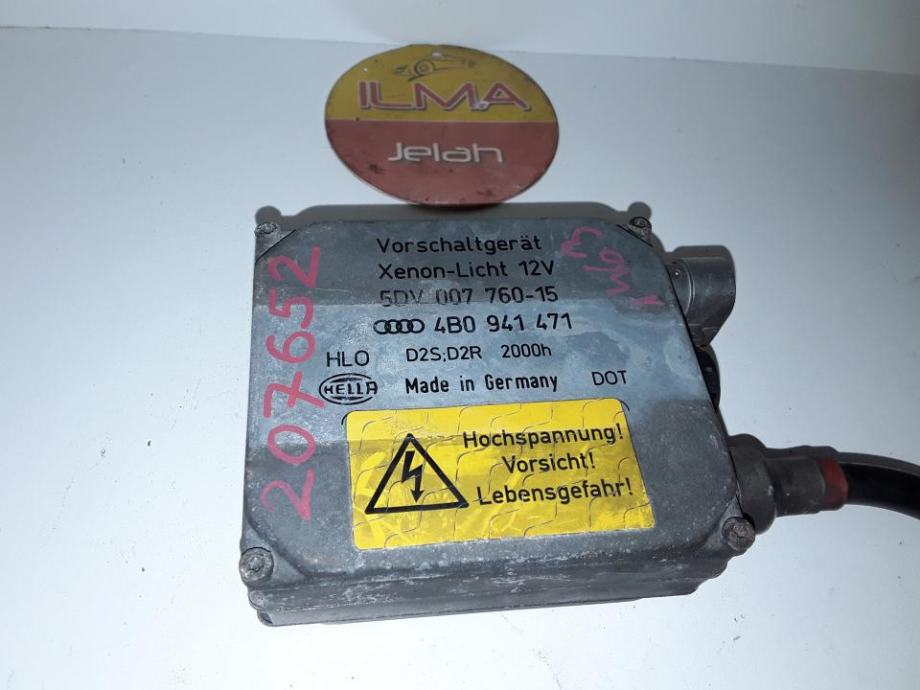 ILMA
Jelah
Vorschaltgerät
Xenon-Licht 12V
5DV 007 760-15
4B0 941 471
HLO D2S;D2R 2000h
HELLA Made in Germany DOT
Hochspannung!
Vorsicht!
Lebensgefahr!
207652